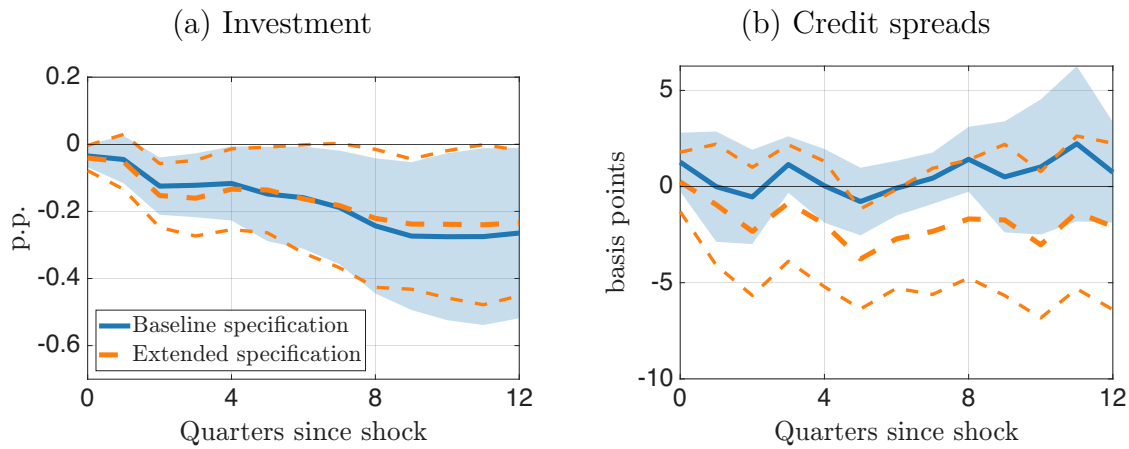 (a) Investment
0.2
0
-0.2
-0.4
-0.6
p.p.
Baseline specification
Extended specification
0 4 8 12
Quarters since shock
(b) Credit spreads
5
0
-5
-10
basis points
0 4 8 12
Quarters since shock